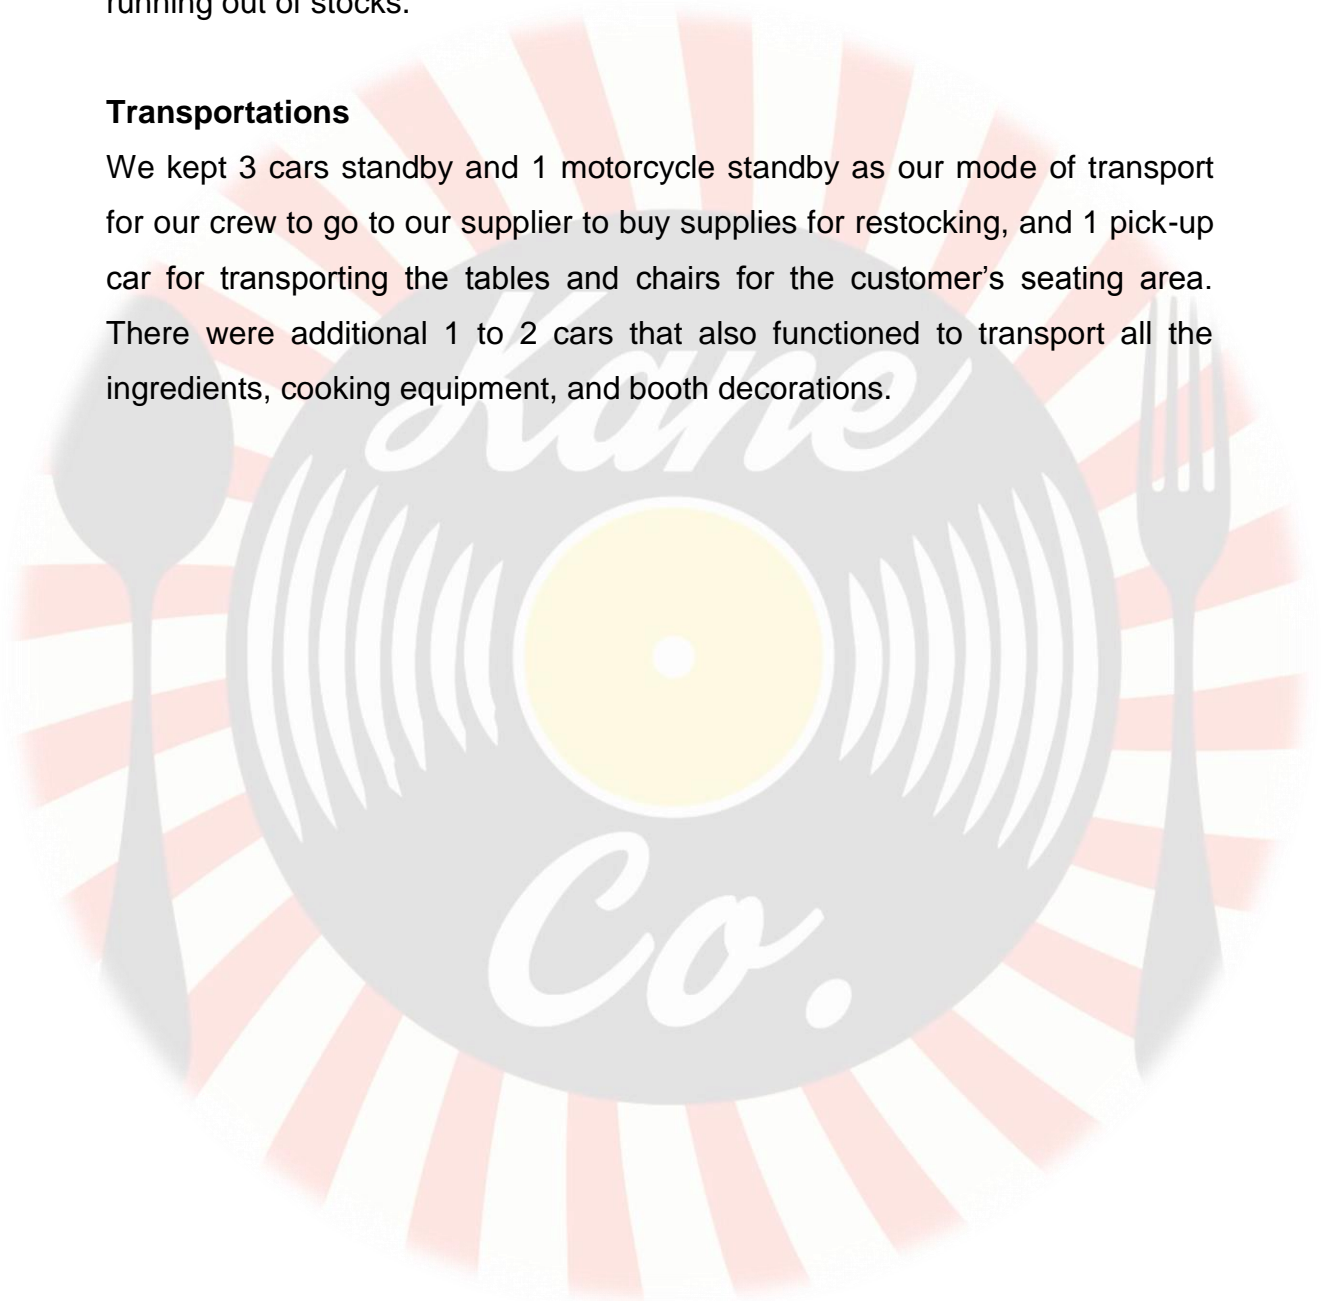 running out of stocks.
Transportations
We kept 3 cars standby and 1 motorcycle standby as our mode of transport
for our crew to go to our supplier to buy supplies for restocking, and 1 pick-up
car for transporting the tables and chairs for the customer’s seating area.
There were additional 1 to 2 cars that also functioned to transport all the
ingredients, cooking equipment, and booth decorations.
Kane
Co.